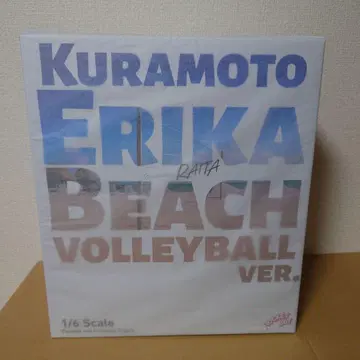 KURAMOTO
ERIKA
RAITA
BEACH
VOLLEYBALL
VER.
1/6 Scale